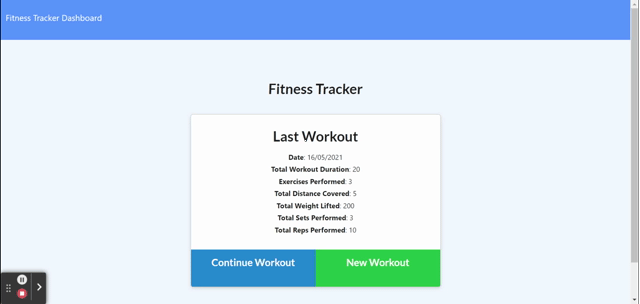 Fitness Tracker Dashboard
Fitness Tracker
Last Workout
Date: 16/05/2021
Total Workout Duration: 20
Exercises Performed: 3
Total Distance Covered: 5
Total Weight Lifted: 200
Total Sets Performed: 3
Total Reps Performed: 10
Continue Workout
New Workout